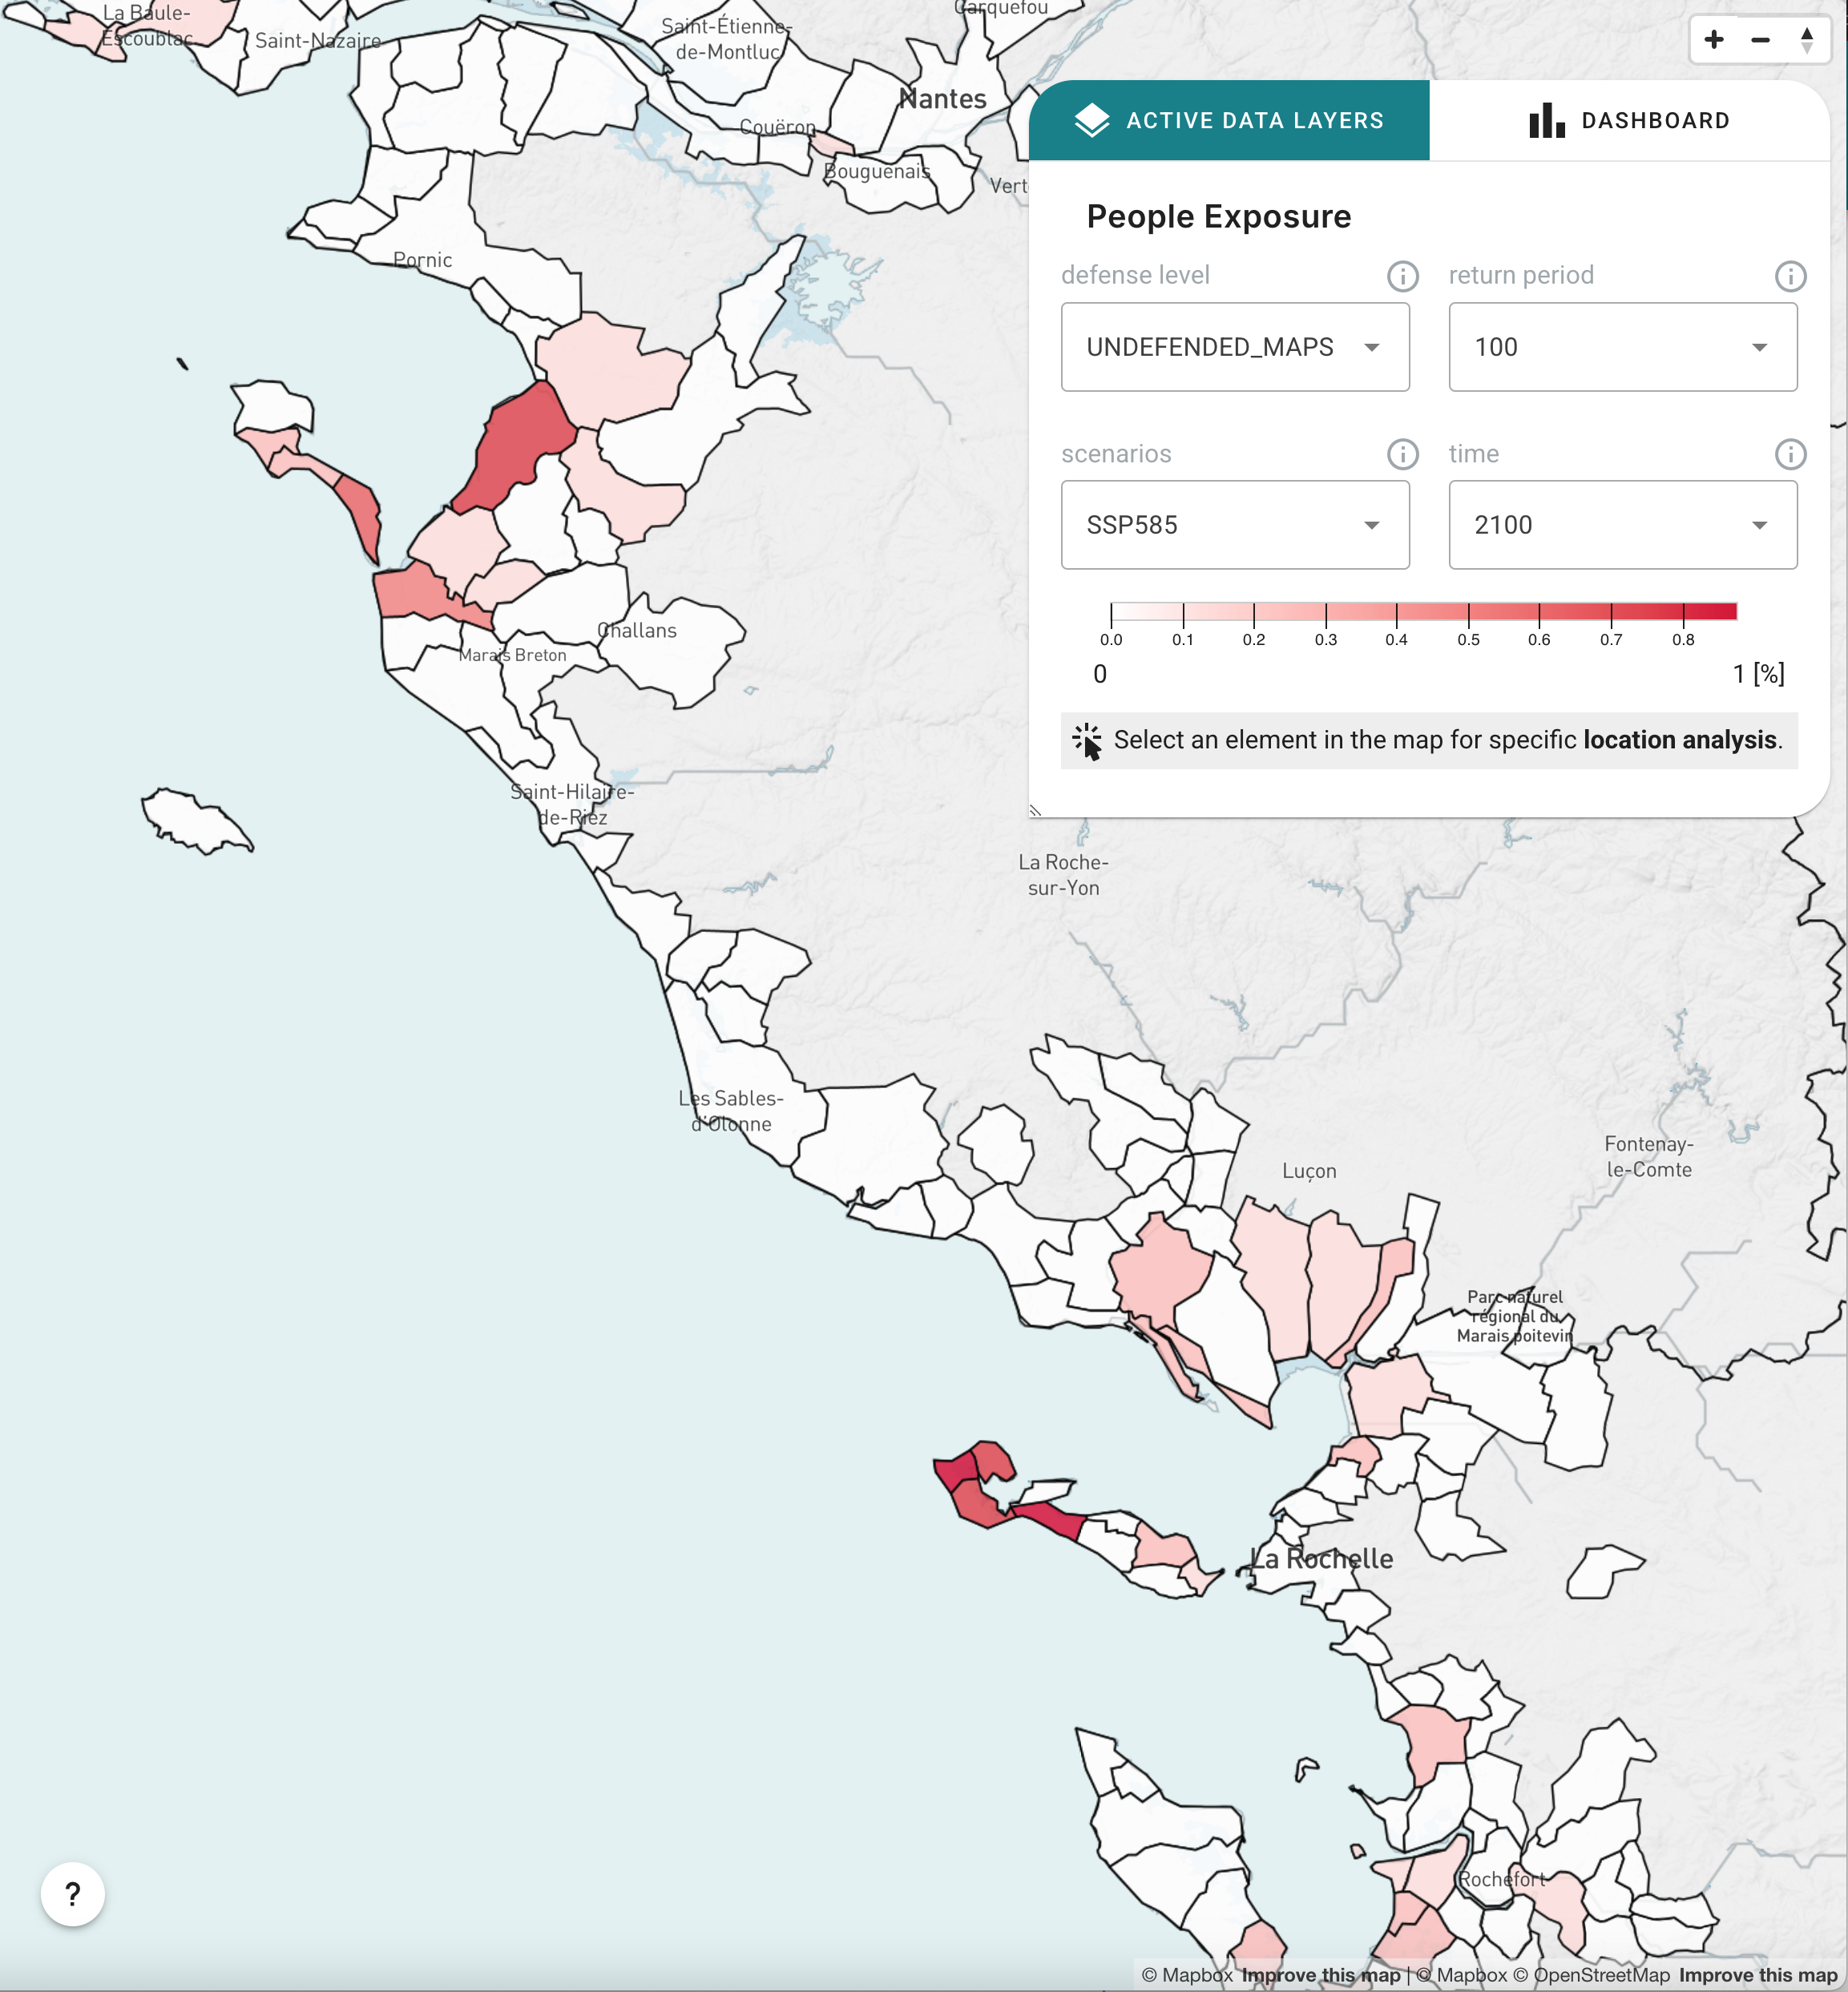 La Baule-
Escoublac
Saint-Nazaire
Saint-Étienne-
de-Montluc
Carquefou
Nantes
Couëron
Bouguenais
Vert
Pornic
ACTIVE DATA LAYERS
DASHBOARD
People Exposure
defense level
return period
UNDEFENDED_MAPS
100
scenarios
time
SSP585
2100
0.0 0.1 0.2 0.3 0.4 0.5 0.6 0.7 0.8
0 1 [%]
Select an element in the map for specific location analysis.
Challans
Marais Breton
Saint-Hilaire-
de-Riez
La Roche-
sur-Yon
Les Sables-
d'Olonne
Luçon
Fontenay-
le-Comte
Parc naturel
régional du
Marais poitevin
La Rochelle
Rochefort
?
© Mapbox Improve this map | © Mapbox © OpenStreetMap Improve this map